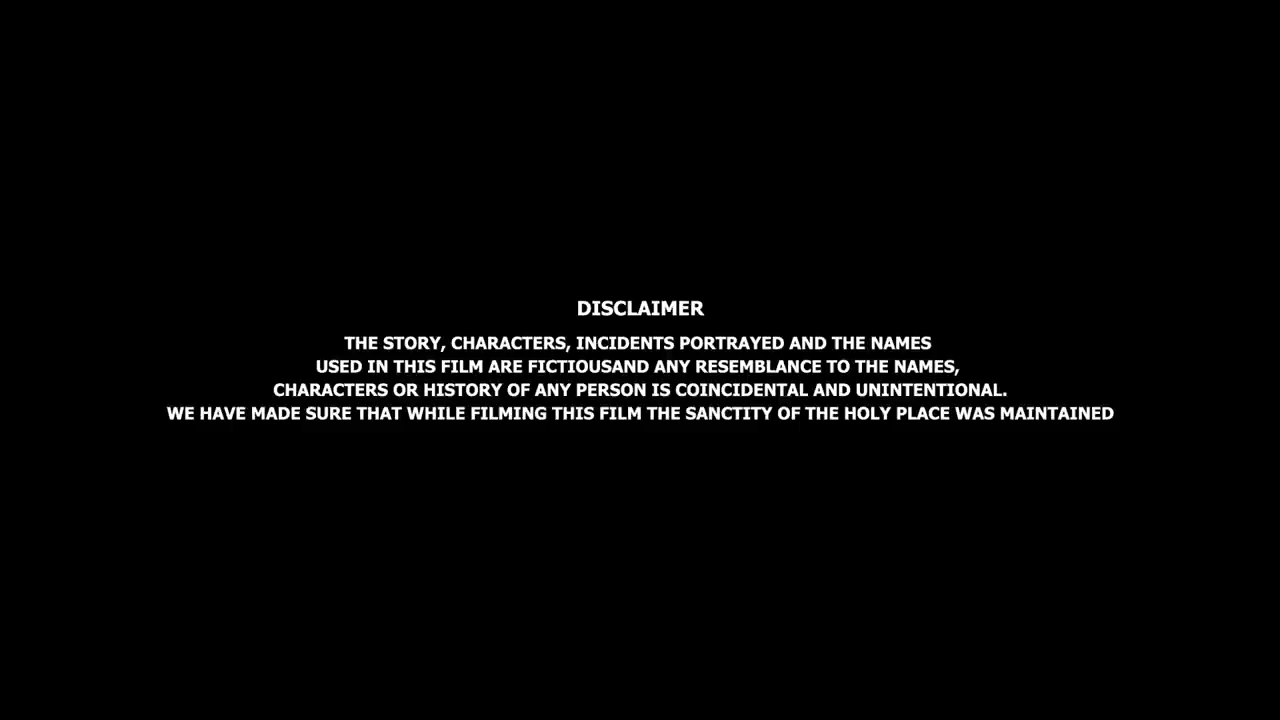 DISCLAIMER
THE STORY, CHARACTERS, INCIDENTS PORTRAYED AND THE NAMES
USED IN THIS FILM ARE FICTIOUSAND ANY RESEMBLANCE TO THE NAMES,
CHARACTERS OR HISTORY OF ANY PERSON IS COINCIDENTAL AND UNINTENTIONAL.
WE HAVE MADE SURE THAT WHILE FILMING THIS FILM THE SANCTITY OF THE HOLY PLACE WAS MAINTAINED